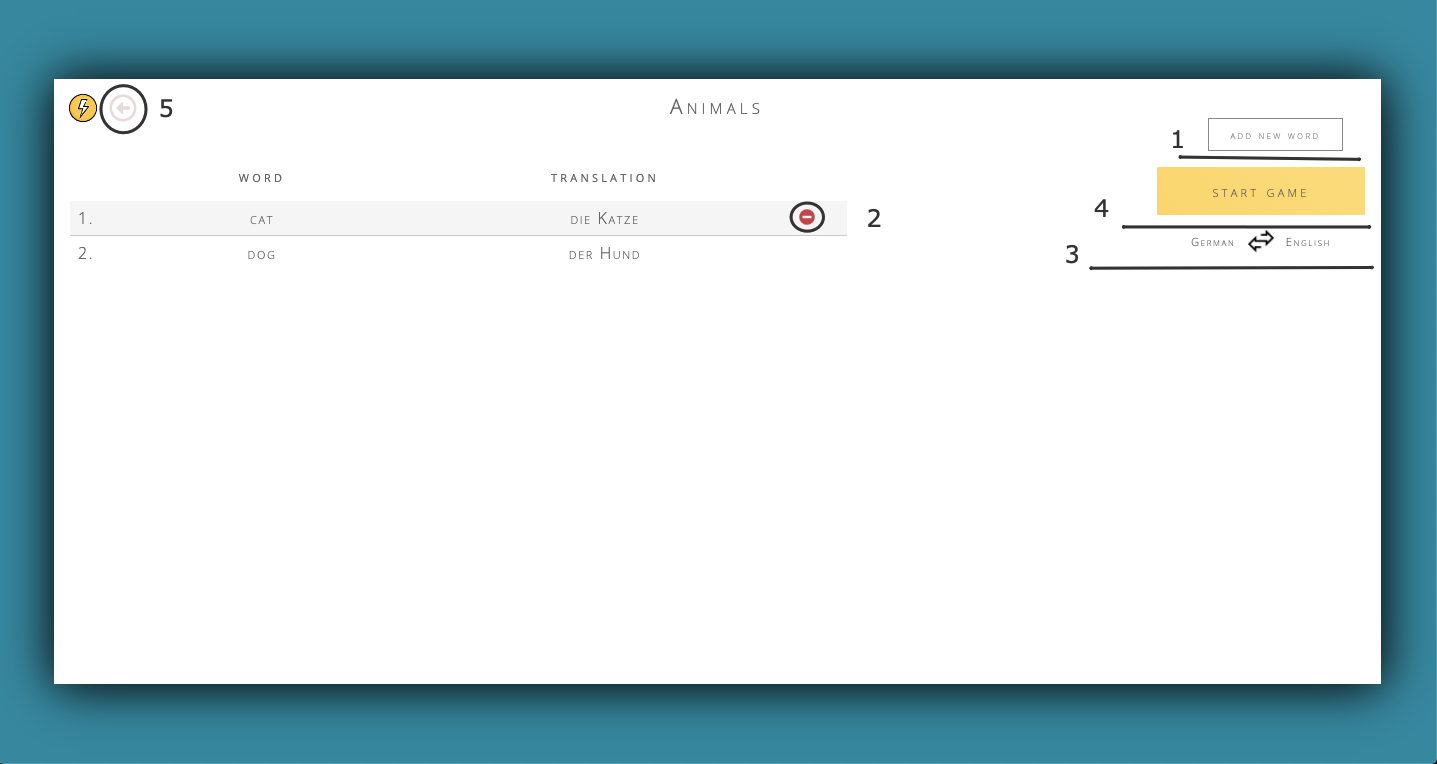 5 Animals
1 ADD NEW WORD
WORD TRANSLATION
START GAME
1. cat die Katze 2
4
2. dog der Hund
German English
3